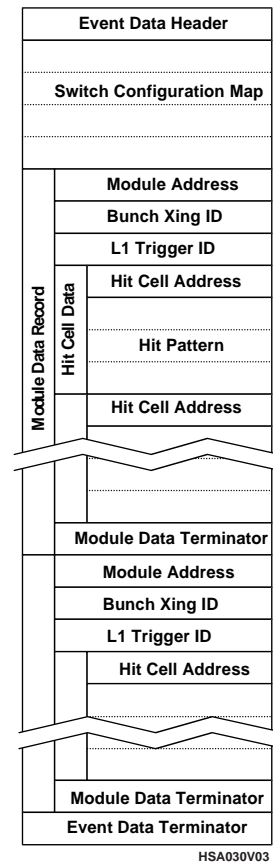 Event Data Header
Switch Configuration Map
Module Data Record
Module Address
Bunch Xing ID
L1 Trigger ID
Hit Cell Data
Hit Cell Address
Hit Pattern
Hit Cell Address
Module Data Terminator
Module Address
Bunch Xing ID
L1 Trigger ID
Hit Cell Address
Module Data Terminator
Event Data Terminator
HSA030V03